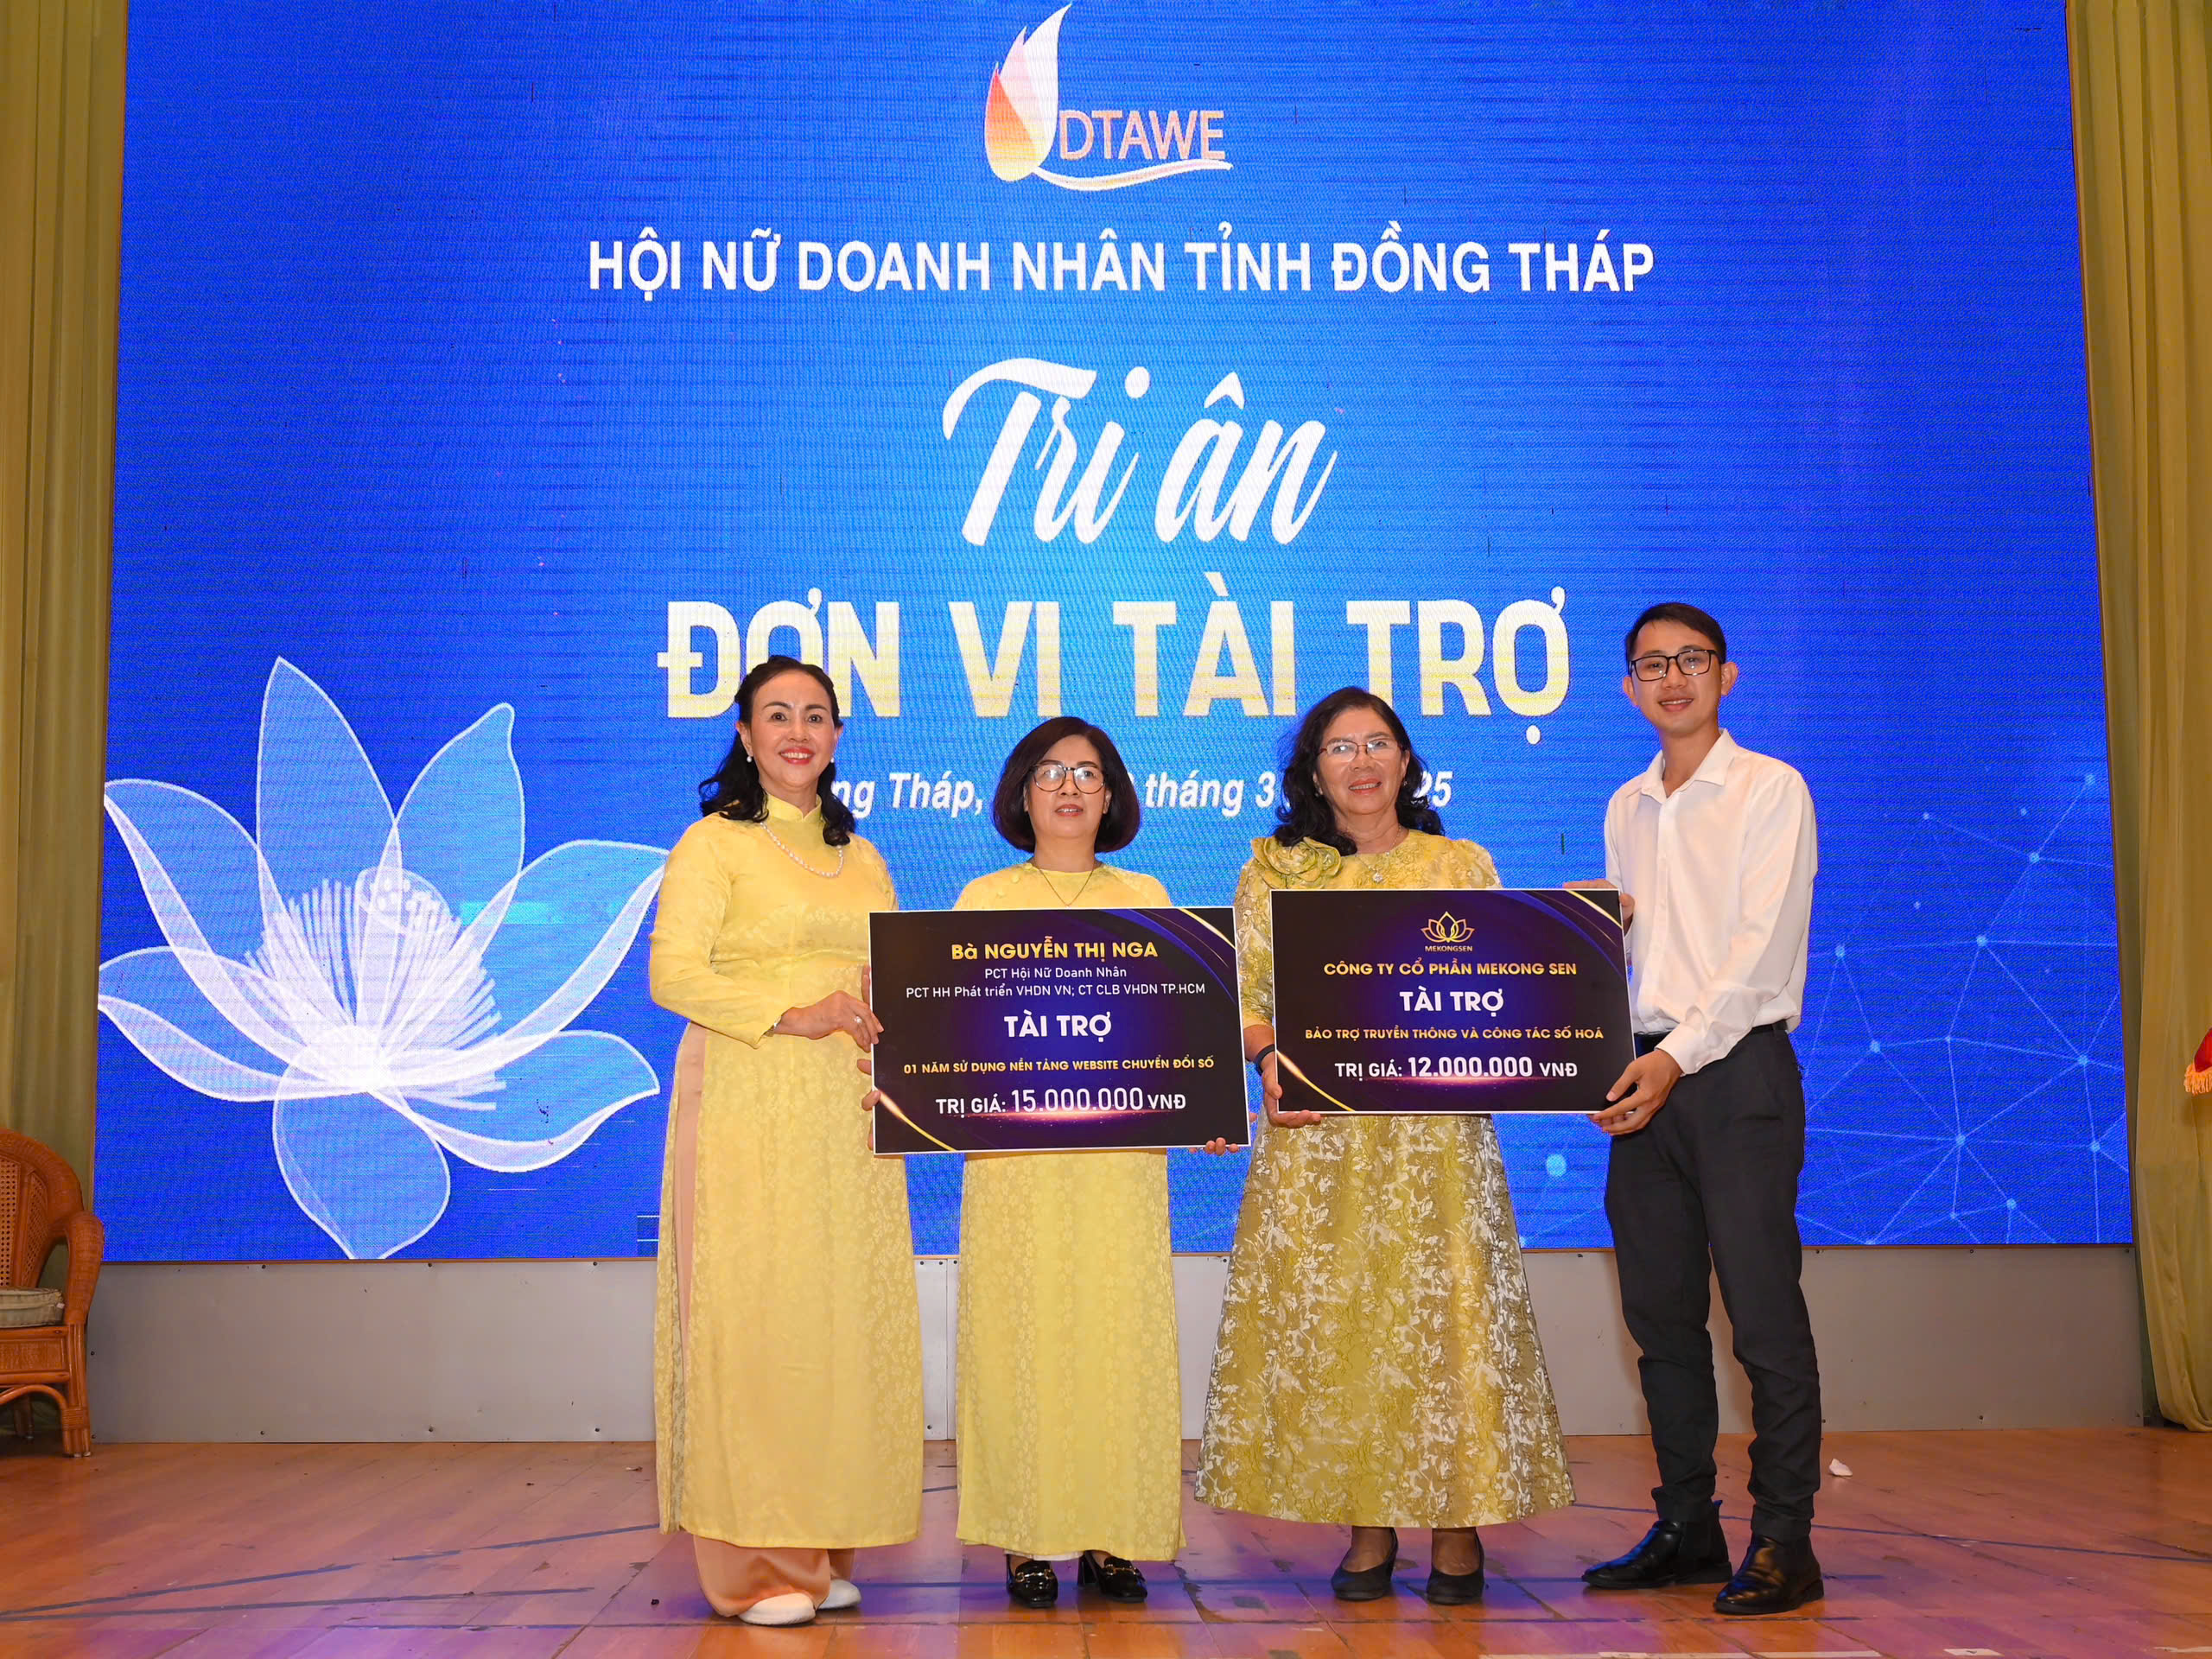 DTAWE
HỘI NỮ DOANH NHÂN TỈNH ĐỒNG THÁP
Tri ân
ĐƠN VỊ TÀI TRỢ
Tháp, tháng 3
Bà NGUYỄN THỊ NGA
PCT Hội Nữ Doanh Nhân
PCT HH Phát triển VHDN VN; CT CLB VHDN TP.HCM
TÀI TRỢ
01 NĂM SỬ DỤNG NỀN TẢNG WEBSITE CHUYỂN ĐỔI SỐ
TRỊ GIÁ: 15.000.000 VNĐ
MEKONGSEN
CÔNG TY CỔ PHẦN MEKONG SEN
TÀI TRỢ
BẢO TRỢ TRUYỀN THÔNG VÀ CÔNG TÁC SỐ HOÁ
TRỊ GIÁ: 12.000.000 VNĐ